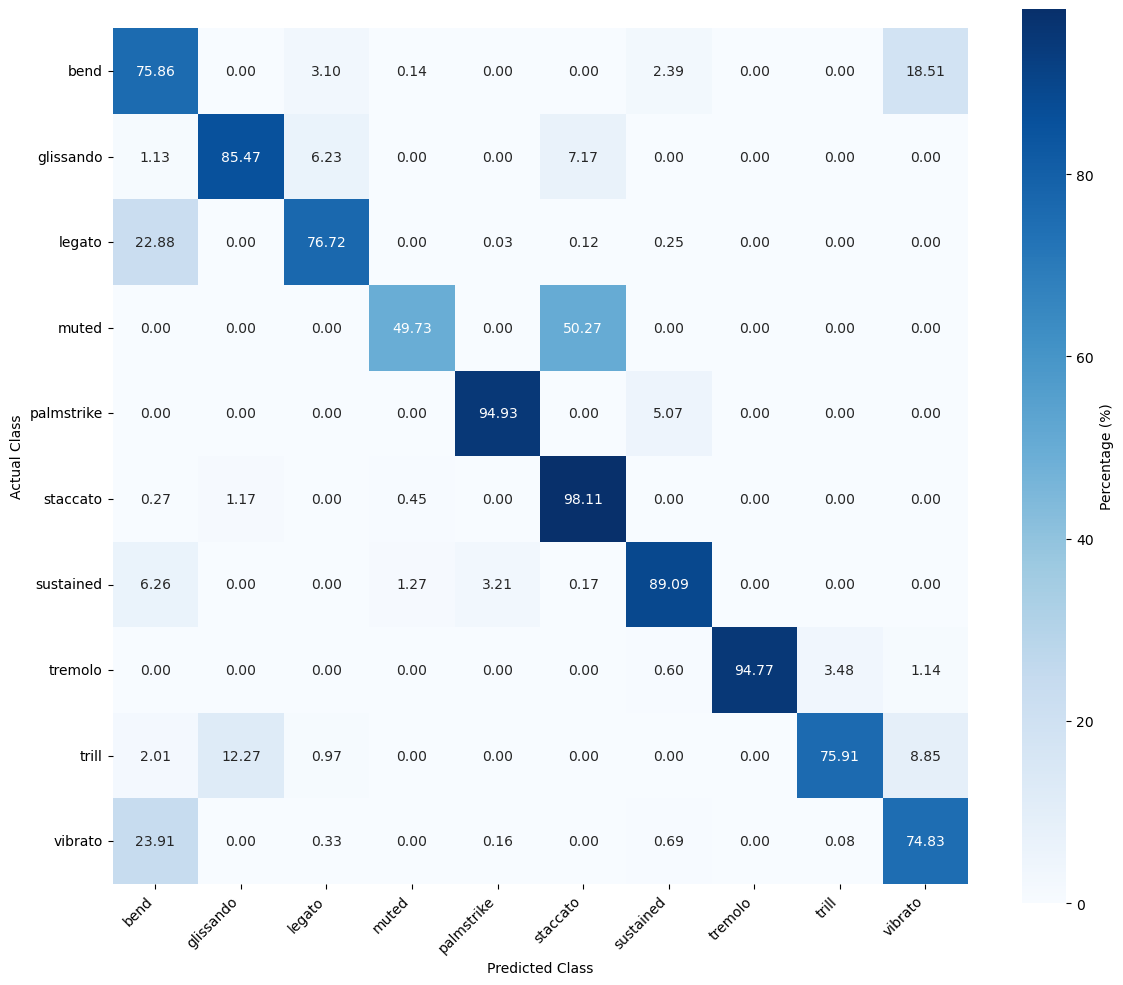 bend 75.86 0.00 3.10 0.14 0.00 0.00 2.39 0.00 0.00 18.51
glissando 1.13 85.47 6.23 0.00 0.00 7.17 0.00 0.00 0.00 0.00
legato 22.88 0.00 76.72 0.00 0.03 0.12 0.25 0.00 0.00 0.00
muted 0.00 0.00 0.00 49.73 0.00 50.27 0.00 0.00 0.00 0.00
palmstrike 0.00 0.00 0.00 0.00 94.93 0.00 5.07 0.00 0.00 0.00
staccato 0.27 1.17 0.00 0.45 0.00 98.11 0.00 0.00 0.00 0.00
sustained 6.26 0.00 0.00 1.27 3.21 0.17 89.09 0.00 0.00 0.00
tremolo 0.00 0.00 0.00 0.00 0.00 0.00 0.60 94.77 3.48 1.14
trill 2.01 12.27 0.97 0.00 0.00 0.00 0.00 0.00 75.91 8.85
vibrato 23.91 0.00 0.33 0.00 0.16 0.69 0.00 0.08 74.83
bend glissando legato muted palmstrike staccato sustained tremolo trill vibrato
Predicted Class
Actual Class
80
60
40
20
0
Percentage (%)